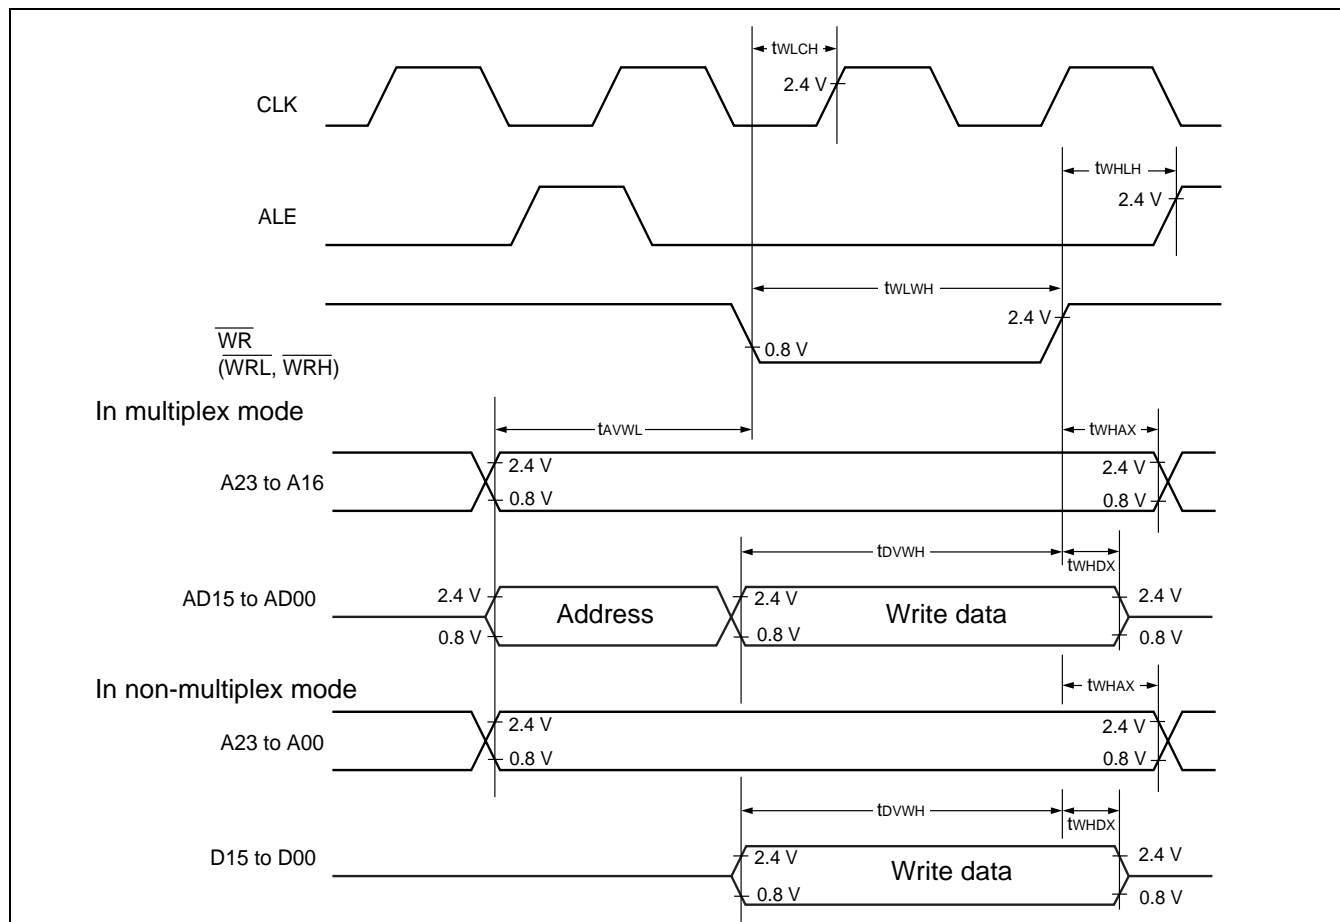 tWLCH
2.4 V
CLK
tWHLH
2.4 V
ALE
tWLWH
2.4 V
WR
0.8 V
(WRL, WRH)
In multiplex mode
tAVWL
tWHAX
2.4 V
2.4 V
A23 to A16
0.8 V
0.8 V
tDVWH
tWHDX
AD15 to AD00
2.4 V
Address
2.4 V
Write data
2.4 V
0.8 V
0.8 V
0.8 V
In non-multiplex mode
tWHAX
2.4 V
2.4 V
A23 to A00
0.8 V
0.8 V
tDVWH
tWHDX
D15 to D00
2.4 V
Write data
2.4 V
0.8 V
0.8 V